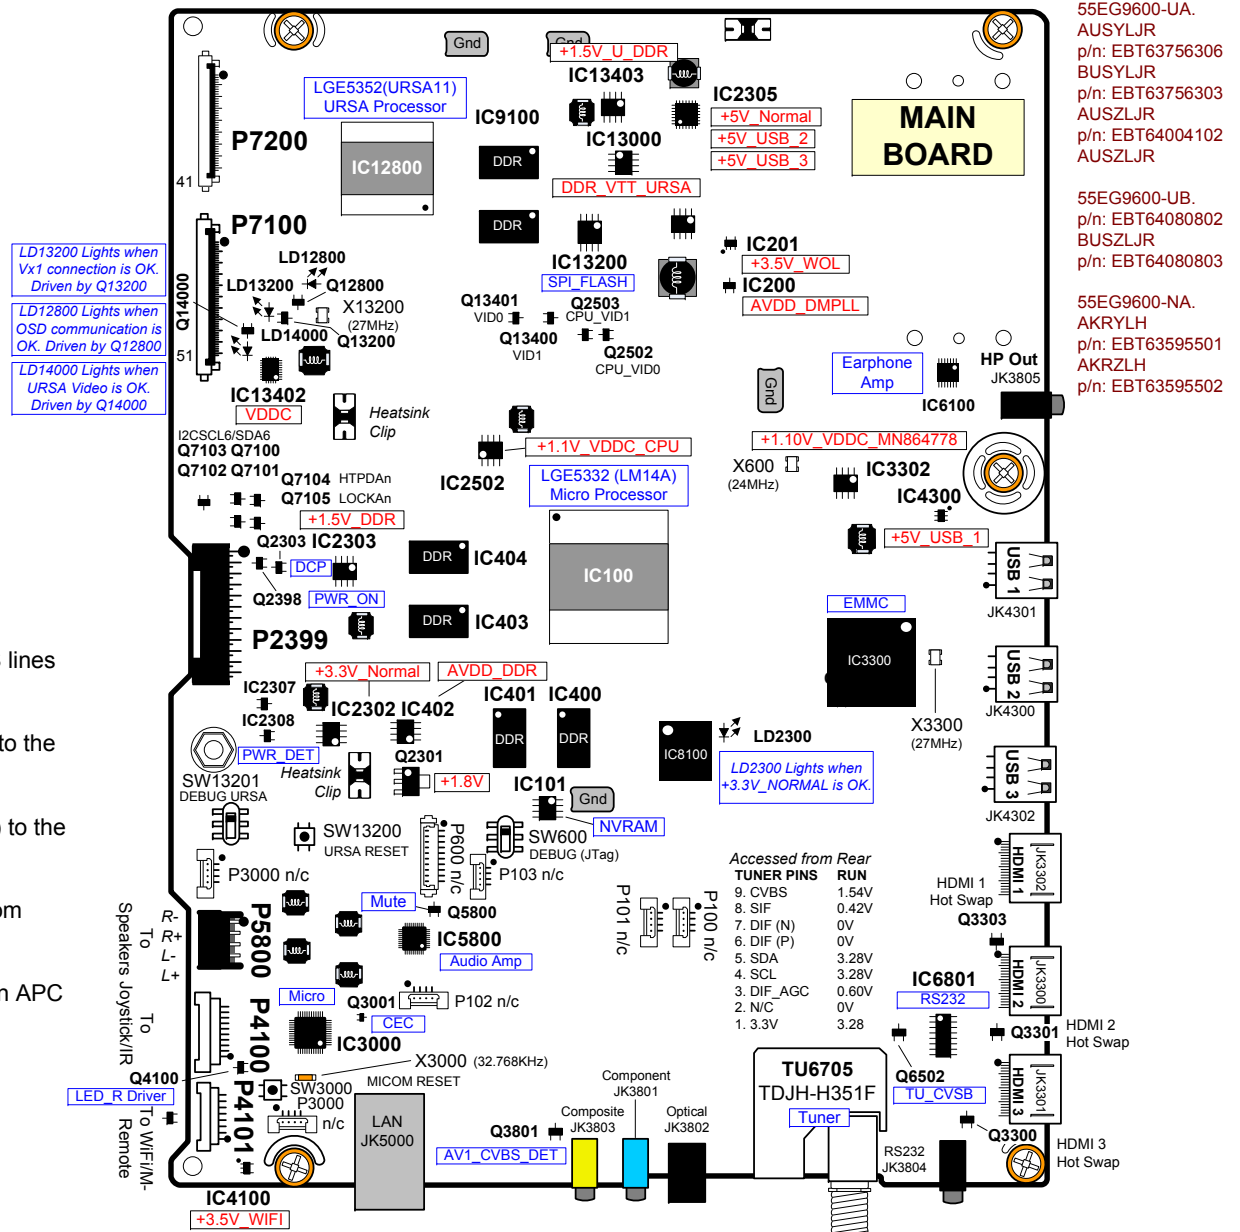 55EG9600-UA.
AUSYLJR
p/n: EBT63756306
BUSYLJR
p/n: EBT63756303
AUSZLJR
p/n: EBT64004102
AUSZLJR
55EG9600-UB.
p/n: EBT64080802
BUSZLJR
p/n: EBT64080803
55EG9600-NA.
AKRYLH
p/n: EBT63595501
AKRZLH
p/n: EBT63595502
MAIN
BOARD
Gnd
Gnd
+1.5V_U_DDR
IC13403
LGE5352(URSA11)
URSA Processor
IC12800
P7200
41
IC9100
DDR
DDR
IC13000
DDR_VTT_URSA
IC2305
+5V_Normal
+5V_USB_2
+5V_USB_3
IC13200
SPI_FLASH
IC201
+3.5V_WOL
IC200
AVDD_DMPLL
P7100
51
LD13200 Lights when
Vx1 connection is OK.
Driven by Q13200
LD12800 Lights when
OSD communication is
OK. Driven by Q12800
LD14000 Lights when
URSA Video is OK.
Driven by Q14000
Q14000
LD12800
LD13200
Q12800
X13200
(27MHz)
LD14000
Q13200
IC13402
VDDC
Q13401
VID0
Q13400
VID1
Q2503
CPU_VID1
Q2502
CPU_VID0
Heatsink
Clip
Gnd
Earphone
Amp
IC6100
HP Out
JK3805
I2CSCL6/SDA6
Q7103 Q7100
Q7102 Q7101
Q7104 HTPDAn
Q7105 LOCKAn
+1.5V_DDR
+1.1V_VDDC_CPU
IC2502
LGE5332 (LM14A)
Micro Processor
IC100
+1.10V_VDDC_MN864778
X600
(24MHz)
IC3302
IC4300
+5V_USB_1
USB 1
JK4301
Q2303
IC2303
DCP
Q2398
PWR_ON
P2399
DDR
IC404
DDR
IC403
EMMC
IC3300
X3300
(27MHz)
USB 2
JK4300
lines
to the
) to the
om
n APC
+3.3V_Normal
AVDD_DDR
IC2307
IC2302
IC402
IC2308
PWR_DET
IC401
IC400
DDR
DDR
IC8100
LD2300
LD2300 Lights when
+3.3V_NORMAL is OK.
USB 3
JK4302
Q2301
+1.8V
Heatsink
Clip
SW13201
DEBUG URSA
IC101
Gnd
NVRAM
SW13200
URSA RESET
P600 n/c
SW600
DEBUG (JTag)
P3000 n/c
P103 n/c
Accessed from Rear
TUNER PINS RUN
9. CVBS 1.54V
8. SIF 0.42V
7. DIF (N) 0V
6. DIF (P) 0V
5. SDA 3.28V
4. SCL 3.28V
3. DIF_AGC 0.60V
2. N/C 0V
1. 3.3V 3.28
P101 n/c
P100 n/c
HDMI 1
JK3302
HDMI 1
Hot Swap
Q3303
R-
R+
L-
L+
To
Speakers
P5800
Mute
Q5800
IC5800
Audio Amp
IC6801
RS232
HDMI 2
JK3300
Q3301
HDMI 2
Hot Swap
To
Joystick/IR
P4100
Micro
Q3001
P102 n/c
CEC
IC3000
X3000 (32.768KHz)
SW3000
MICOM RESET
P3000
n/c
Q4100
LED_R Driver
P4101
To WiFi/M-
Remote
IC4100
+3.5V_WIFI
LAN
JK5000
Q3801
AV1_CVBS_DET
Composite
JK3803
Component
JK3801
Optical
JK3802
TU6705
TDJH-H351F
Tuner
Q6502
TU_CVSB
RS232
JK3804
HDMI 3
JK3301
Q3300
HDMI 3
Hot Swap